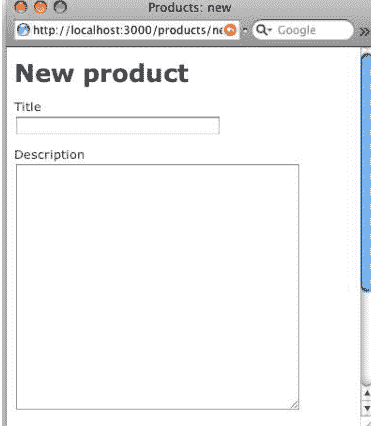 Products: new
http://localhost:3000/products/ne
Google
New product
Title
Description